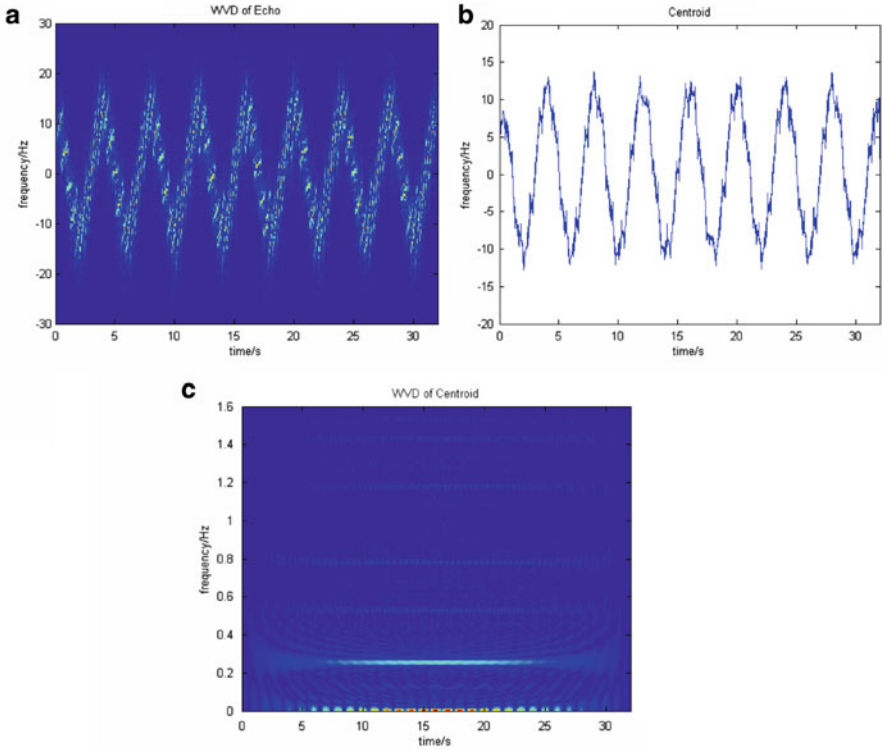 a
WVD of Echo
30
20
10
0
-10
-20
-30
frequency/Hz
0 5 10 15 20 25 30
time/s
b
Centroid
20
15
10
5
0
-5
-10
-15
-20
frequency/Hz
0 5 10 15 20 25 30
time/s
c
WVD of Centroid
1.6
1.4
1.2
1
0.8
0.6
0.4
0.2
0
frequency/Hz
0 5 10 15 20 25 30
time/s